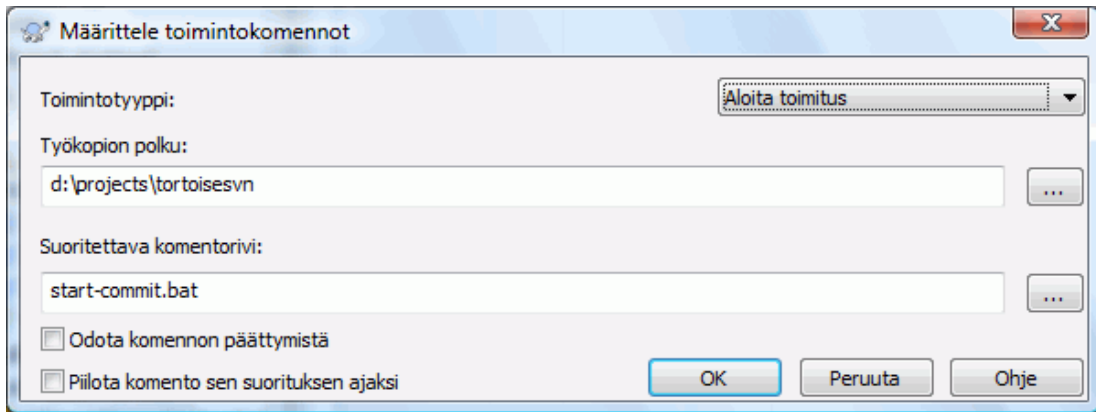 Määrittele toimintokomennot
Toimintotyyppi:
Aloita toimitus
Työkopion polku:
d:\projects\tortoisesvn
...
Suoritettava komentorivi:
start-commit.bat
...
Odota komennon päättymistä
Piilota komento sen suorituksen ajaksi
OK
Peruuta
Ohje